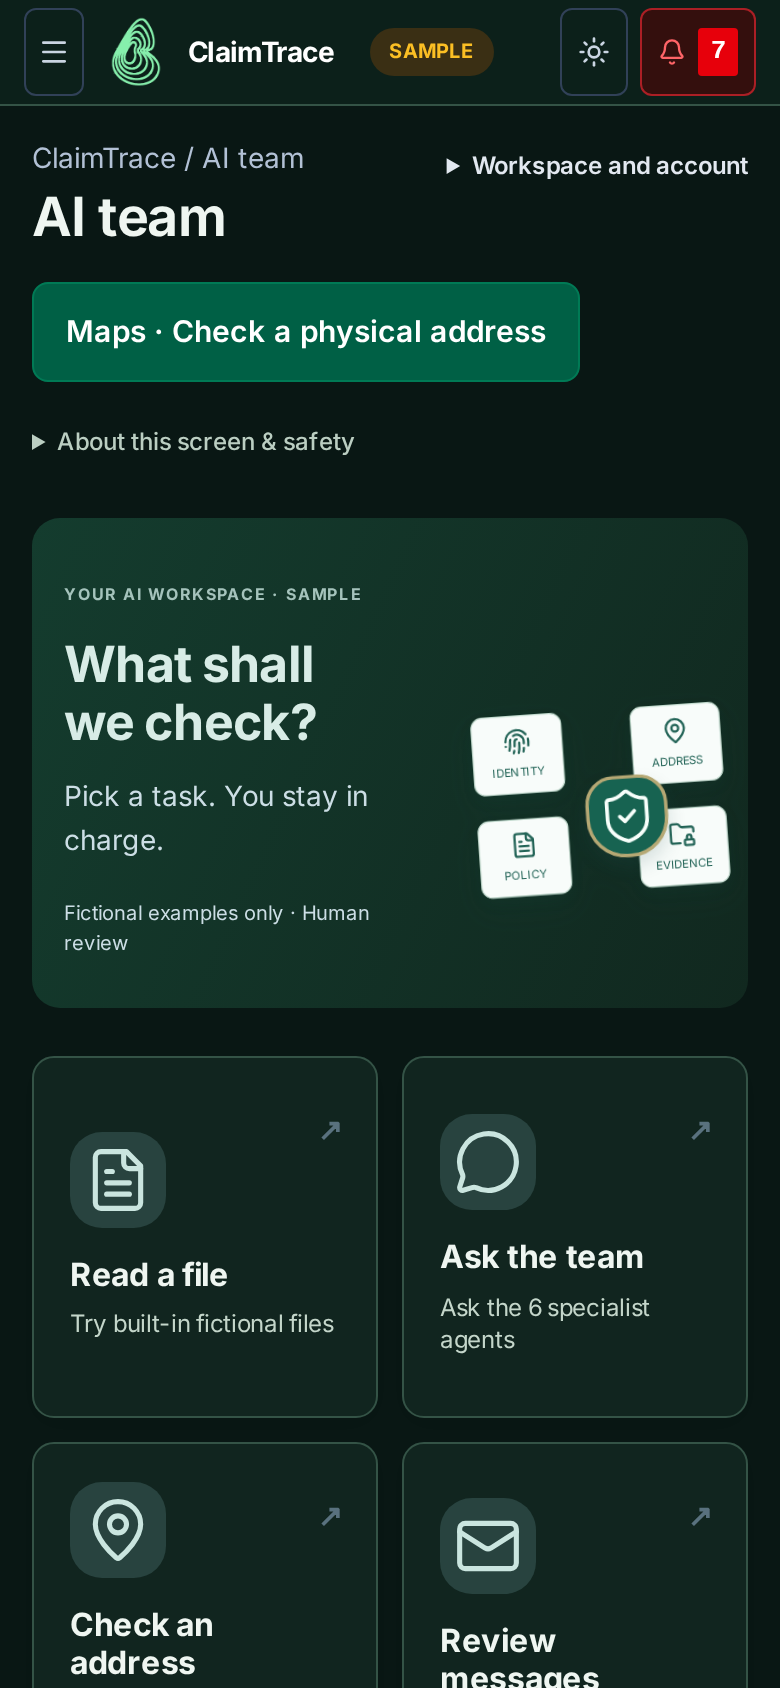 ClaimTrace
SAMPLE
7
ClaimTrace / AI team
Workspace and account
AI team
Maps · Check a physical address
About this screen & safety
YOUR AI WORKSPACE · SAMPLE
What shall
we check?
Pick a task. You stay in
charge.
Fictional examples only · Human
review
IDENTITY
ADDRESS
POLICY
EVIDENCE
Read a file
Try built-in fictional files
Ask the team
Ask the 6 specialist
agents
Check an
address
Review
messages